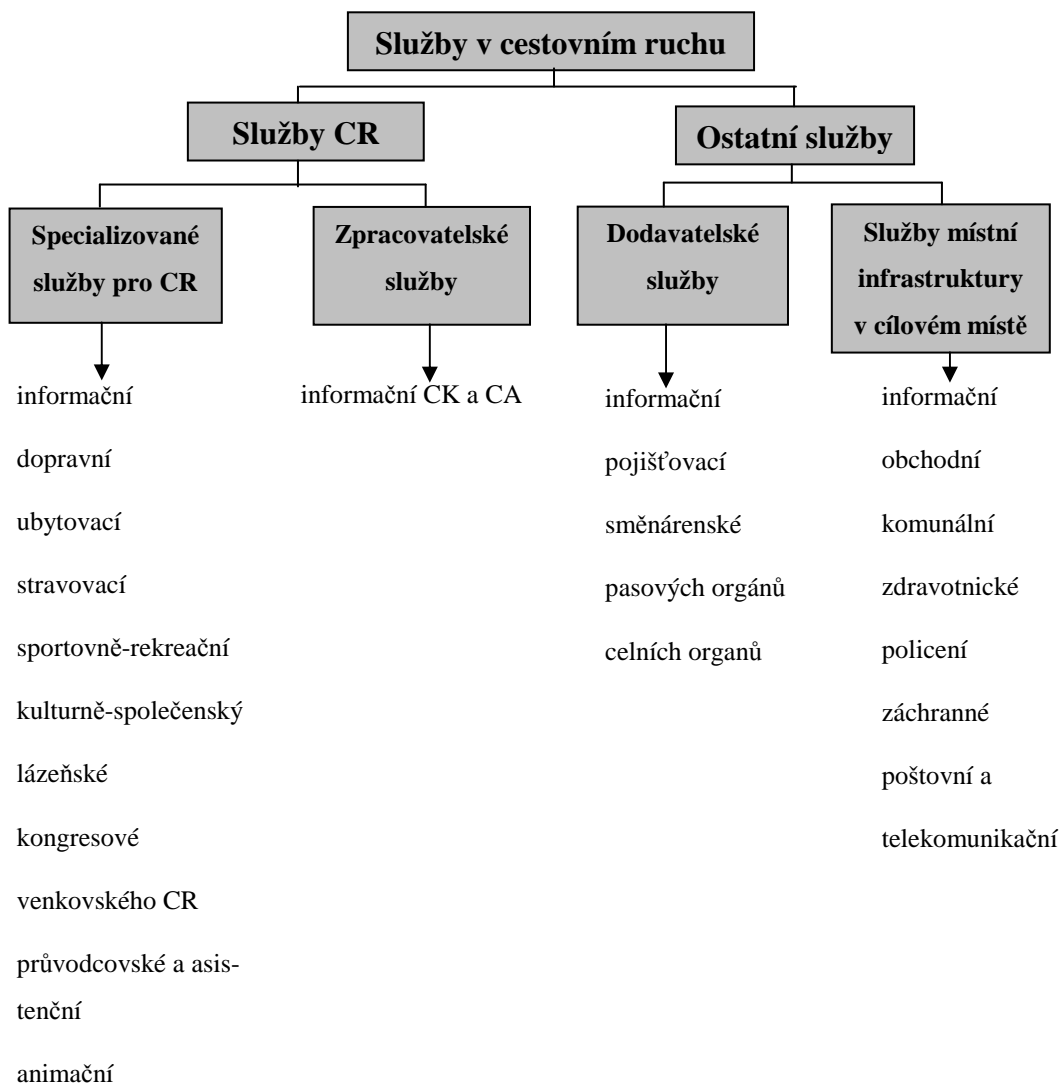 Služby v cestovním ruchu
Služby CR
Ostatní služby
Specializované
služby pro CR
Zpracovatelské
služby
Dodavatelské
služby
Služby místní
infrastruktury
v cílovém místě
informační
dopravní
ubytovací
stravovací
sportovně-rekreační
kulturně-společenský
lázeňské
kongresové
venkovského CR
průvodcovské a asis-
tenční
animační
informační CK a CA
informační
pojišťovací
směnárenské
pasových orgánů
celních organů
informační
obchodní
komunální
zdravotnické
policení
záchranné
poštovní a
telekomunikační